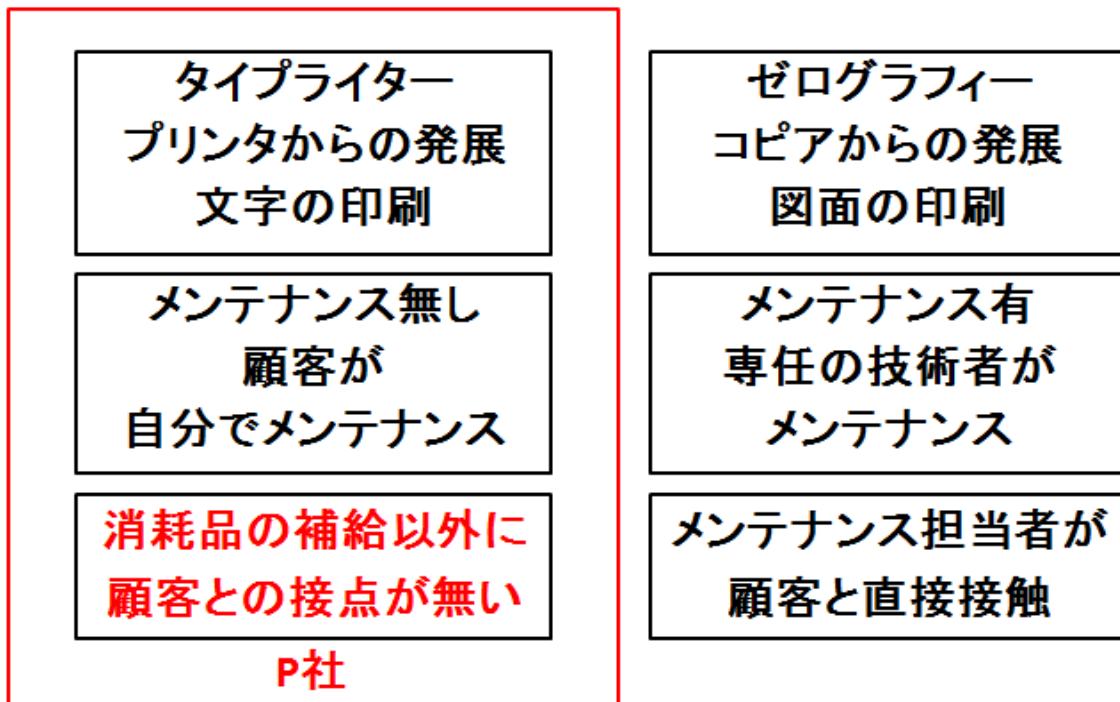 タイプライター
プリンタからの発展
文字の印刷
メンテナンス無し
顧客が
自分でメンテナンス
消耗品の補給以外に
顧客との接点が無い
P社
ゼログラフィー
コピアからの発展
図面の印刷
メンテナンス有
専任の技術者が
メンテナンス
メンテナンス担当者が
顧客と直接接触